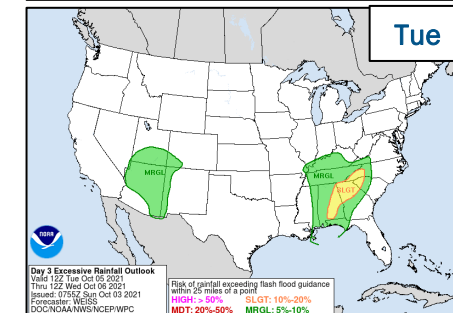 Tue
MRGL
MRGL
SLGT
NOAA
Day 3 Excessive Rainfall Outlook
Valid 12Z Tue Oct 05 2021
Thru 12Z Wed Oct 06 2021
Issued: 0755Z Sun Oct 03 2021
Forecaster: WEISS
DOC/NOAA/NWS/NCEP/WPC
Risk of rainfall exceeding flash flood guidance
within 25 miles of a point
HIGH: > 50% SLGT: 10%-20%
MDT: 20%-50% MRGL: 5%-10%